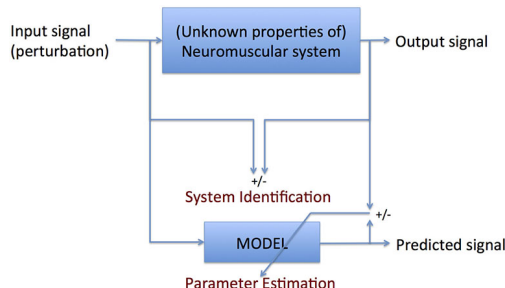 Input signal
(perturbation)
(Unknown properties of)
Neuromuscular system
Output signal
+/-
System Identification
+/-
MODEL
Predicted signal
Parameter Estimation